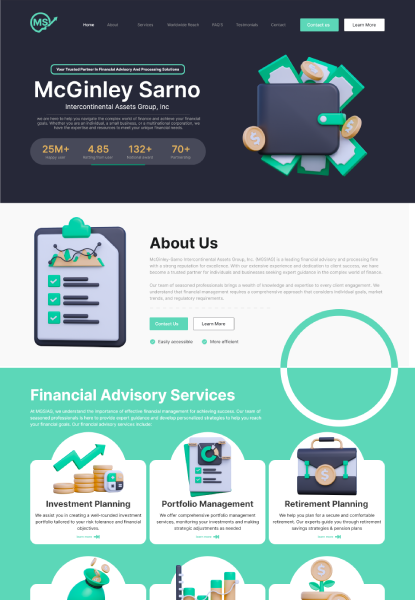 MS
Home About Services Worldwide Reach FAQ'S Testimonials Contact Contact us Learn More
Your Trusted Partner In Financial Advisory And Processing Solutions
McGinley Sarno
Intercontinental Assets Group, Inc
we are here to help you navigate the complex world of finance and achieve your financial
goals. Whether you are an individual, a small business, or a multinational corporation, we
have the expertise and resources to meet your unique financial needs.
25M+ 4.85 132+ 70+
Happy user
About Us
McGinley Sarno Intercontinental Assets Group, Inc. (MSIAG) is a leading financial advisory and processing firm
with a strong reputation for excellence. With our extensive experience and dedication to client success, we have
become a trusted partner for individuals and businesses seeking expert guidance in this complex world of finance.
Our team of seasoned professionals brings a wealth of knowledge and expertise to every client engagement. We
understand that financial management requires a comprehensive approach that considers individual goals, market
trends, and regulatory requirements.
Contact Us Learn More
Easily accessible More efficient
Financial Advisory Services
At MSIAG, we understand the importance of effective financial management for achieving success. Our team of
seasoned professionals is here to provide expert guidance and develop personalized strategies to help you reach
your financial goals. Our financial advisory services include:
Investment Planning
We assist you in creating a well-rounded investment
portfolio tailored to your risk tolerance and financial
objectives.
Portfolio Management
We offer comprehensive portfolio management
services, monitoring your investments and making
strategic adjustments as needed
Retirement Planning
We help you plan for a secure and comfortable
retirement. Our experts guide you through retirement
savings strategies & pension plans